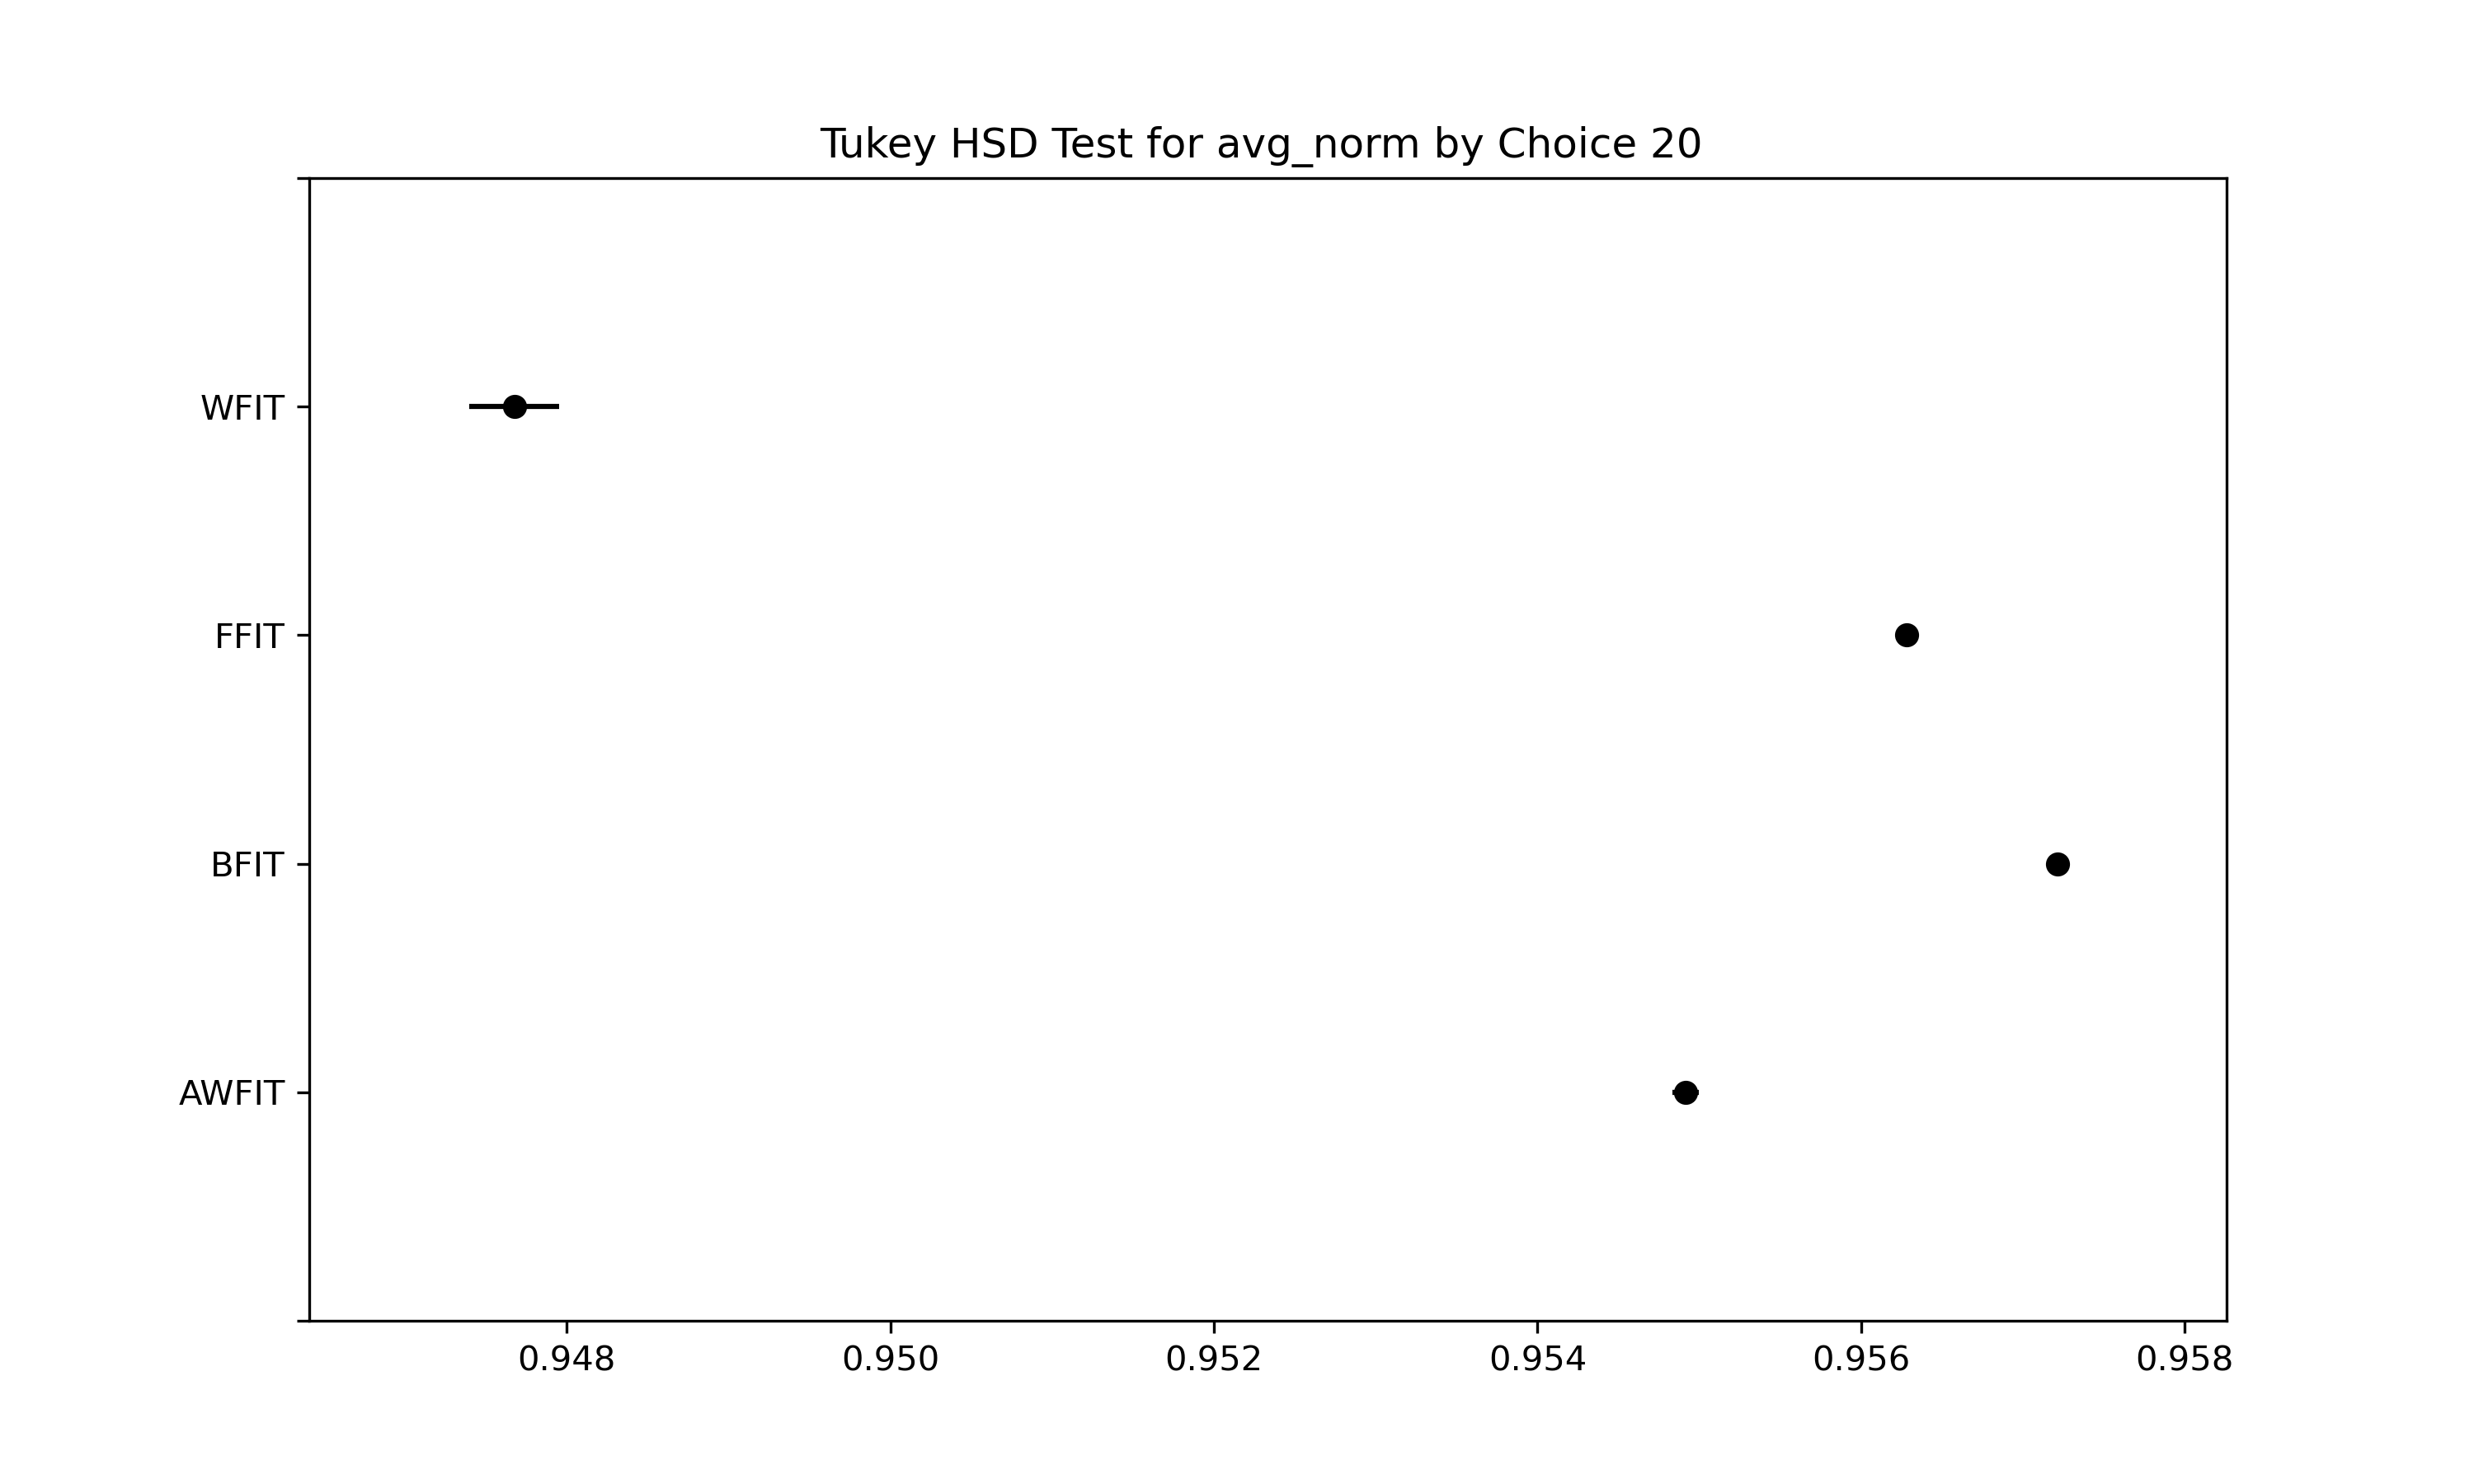 Tukey HSD Test for avg_norm by Choice 20
WFIT
FFIT
BFIT
AWFIT
0.948 0.950 0.952 0.954 0.956 0.958